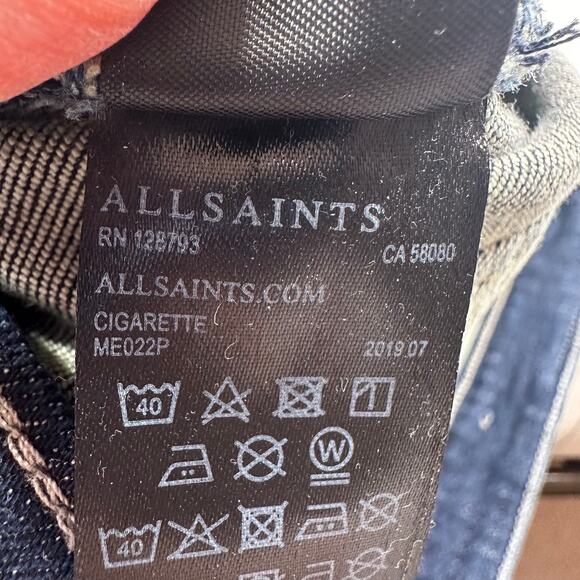 ALLSAINTS
RN 128793 CA 58080
ALLSAINTS.COM
CIGARETTE
ME022P 2019.07
40
W
40